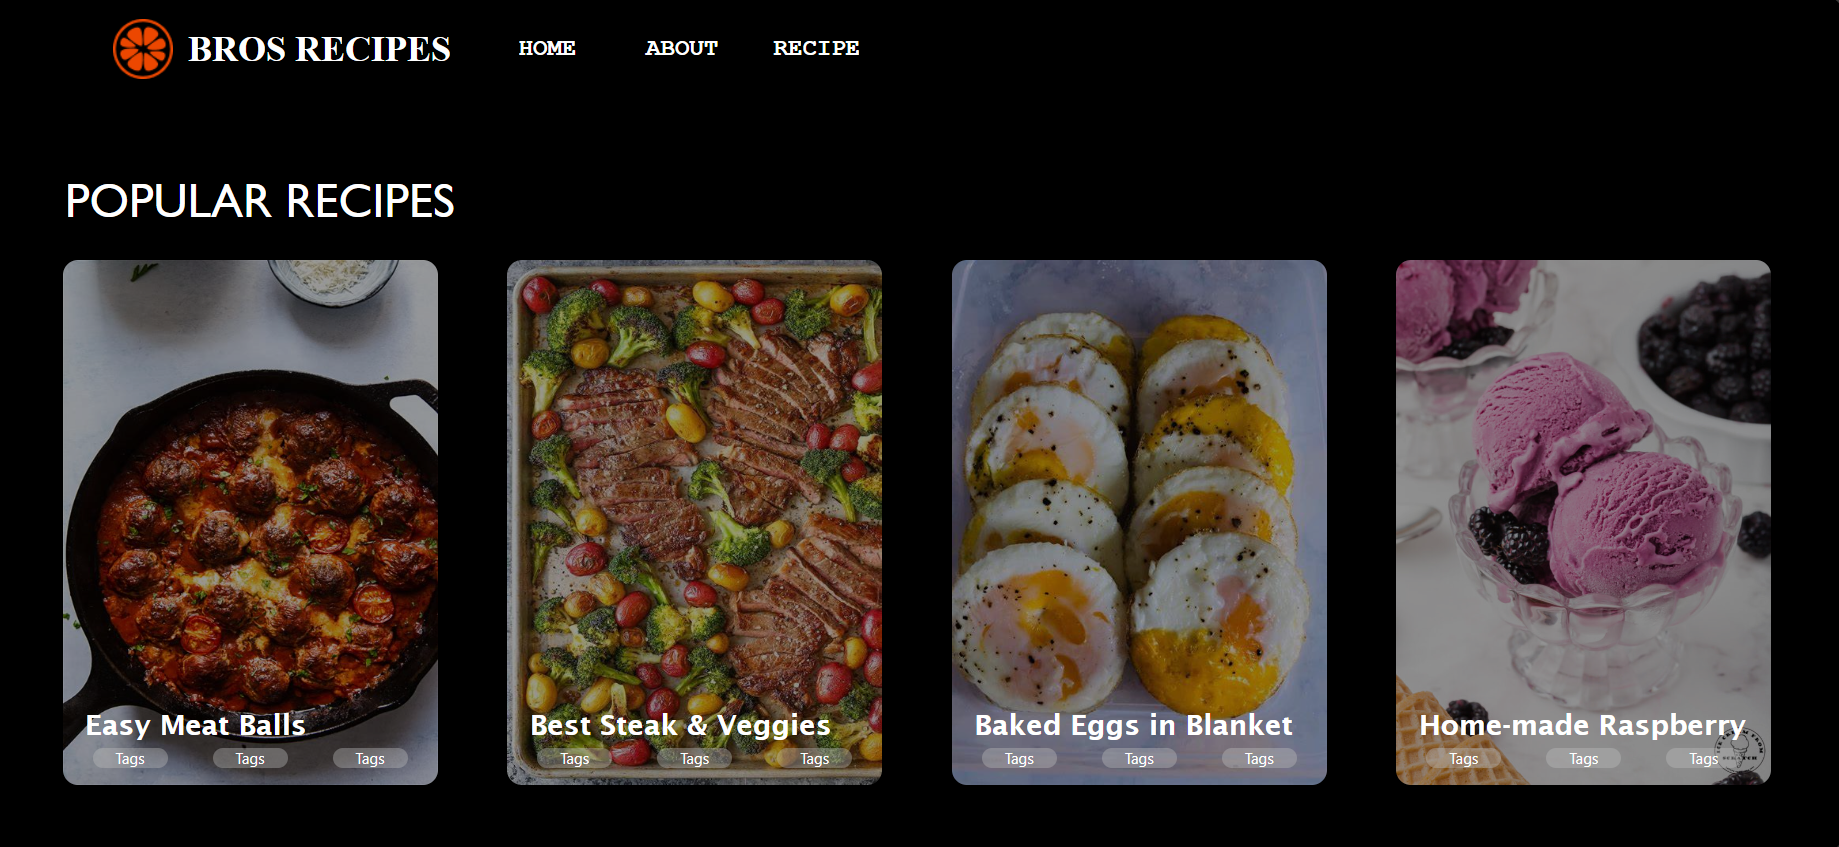 BROS RECIPES
HOME
ABOUT
RECIPE
POPULAR RECIPES
Easy Meat Balls
Tags
Tags
Tags
Best Steak & Veggies
Tags
Tags
Tags
Baked Eggs in Blanket
Tags
Tags
Tags
Home-made Raspberry
Tags
Tags
Tags